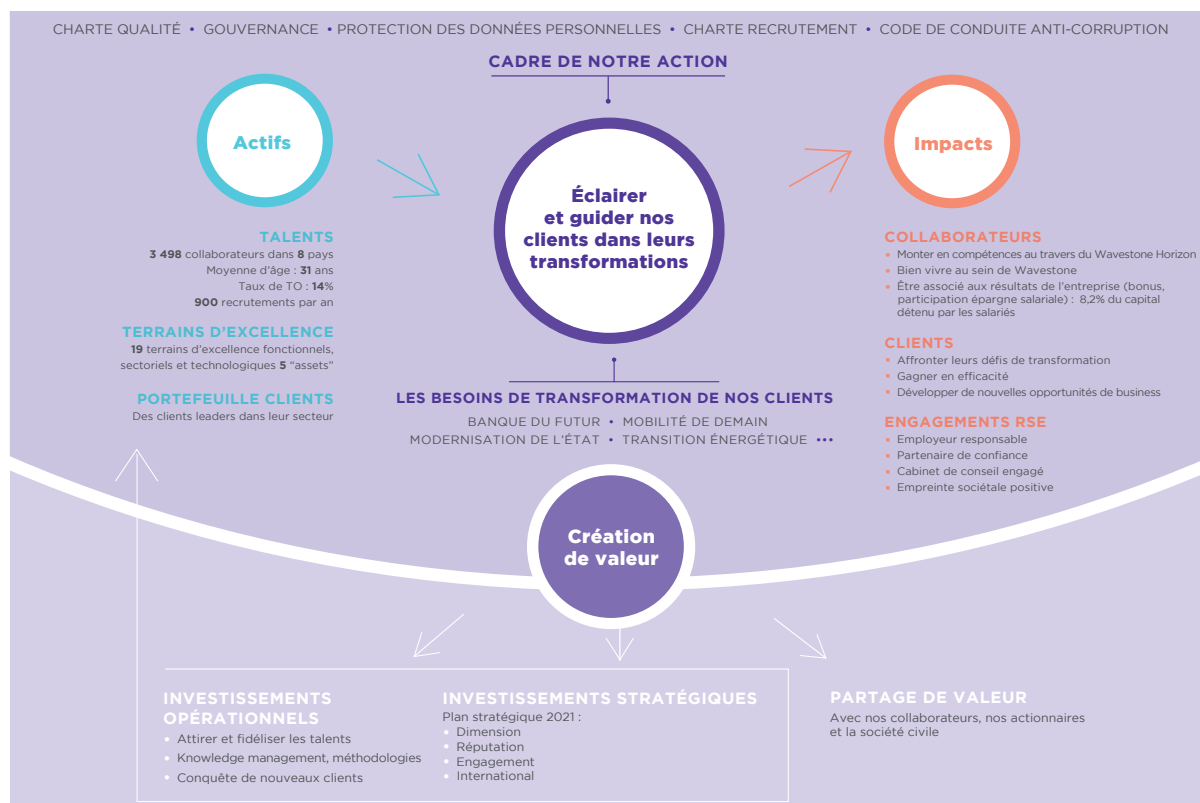 CHARTE QUALITÉ • GOUVERNANCE • PROTECTION DES DONNÉES PERSONNELLES • CHARTE RECRUTEMENT • CODE DE CONDUITE ANTI-CORRUPTION
CADRE DE NOTRE ACTION
Actifs
TALENTS
3 498 collaborateurs dans 8 pays
Moyenne d'âge : 31 ans
Taux de TO : 14%
900 recrutements par an
TERRAINS D'EXCELLENCE
19 terrains d'excellence fonctionnels,
sectoriels et technologiques 5 "assets"
PORTEFEUILLE CLIENTS
Des clients leaders dans leur secteur
Éclairer
et guider nos
clients dans leurs
transformations
LES BESOINS DE TRANSFORMATION DE NOS CLIENTS
BANQUE DU FUTUR • MOBILITÉ DE DEMAIN
MODERNISATION DE L'ÉTAT • TRANSITION ÉNERGÉTIQUE •••
Impacts
COLLABORATEURS
• Monter en compétences au travers du Wavestone Horizon
• Bien vivre au sein de Wavestone
• Être associé aux résultats de l'entreprise (bonus,
participation épargne salariale) : 8,2% du capital
détenu par les salariés
CLIENTS
• Affronter leurs défis de transformation
• Gagner en efficacité
• Développer de nouvelles opportunités de business
ENGAGEMENTS RSE
• Employeur responsable
• Partenaire de confiance
• Cabinet de conseil engagé
• Empreinte sociétale positive
Création
de valeur
INVESTISSEMENTS
OPÉRATIONNELS
• Attirer et fidéliser les talents
• Knowledge management, méthodologies
• Conquête de nouveaux clients
INVESTISSEMENTS STRATÉGIQUES
Plan stratégique 2021 :
• Dimension
• Réputation
• Engagement
• International
PARTAGE DE VALEUR
Avec nos collaborateurs, nos actionnaires
et la société civile